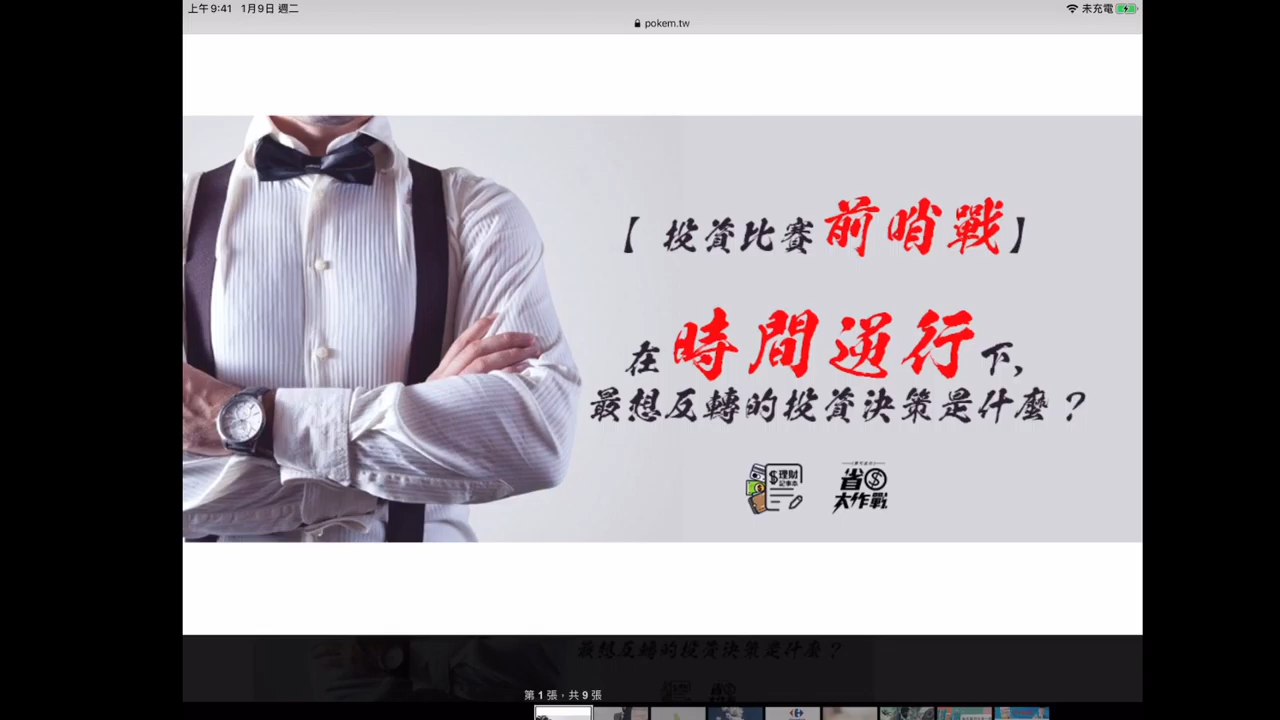 上午9:41 1月9日 週二
未充電
pokem.tw
【投資比賽前哨戰】
在時間逆行下,
最想反轉的投資決策是什麼？
$理財
記事本
省$
大作戰
最想反轉的投資決策是什麼？
第 1 張，共 9 張